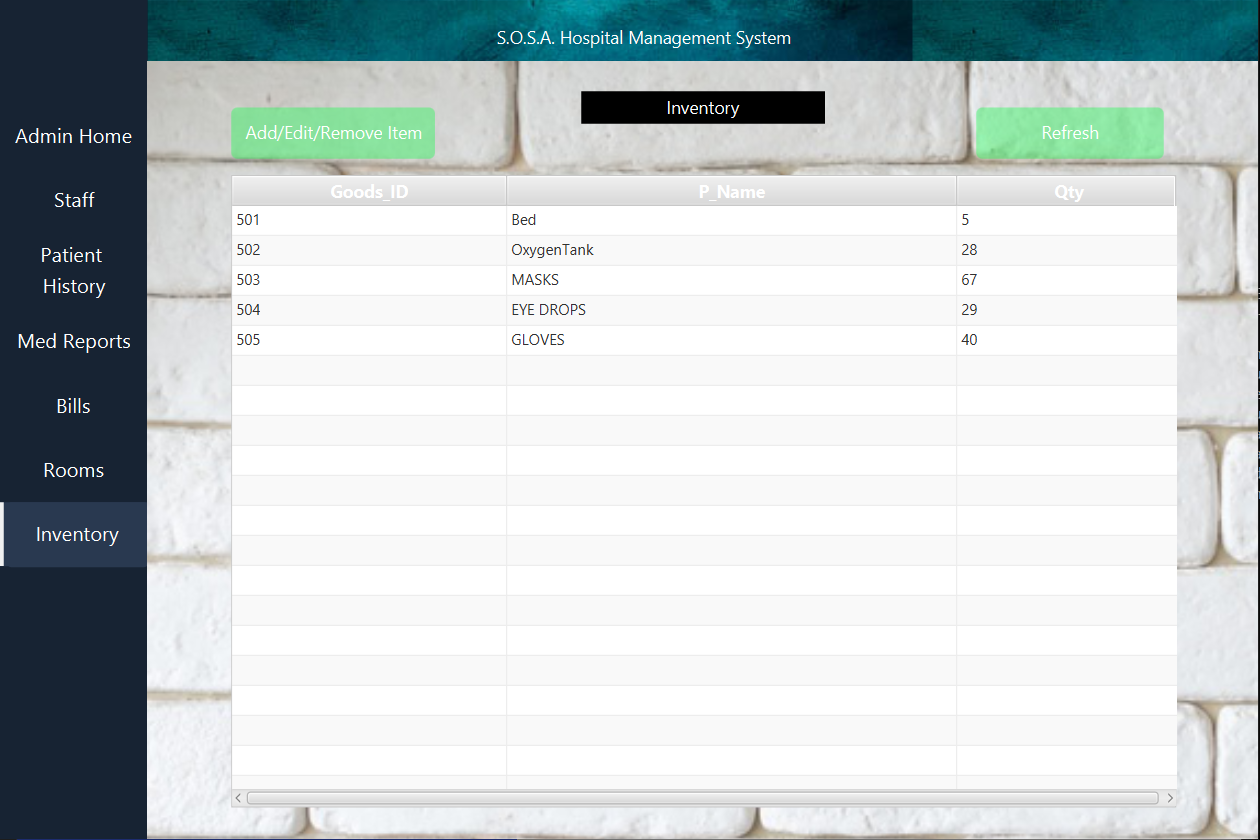 S.O.S.A. Hospital Management System
Admin Home
Staff
Patient
History
Med Reports
Bills
Rooms
Inventory
Inventory
Add/Edit/Remove Item
Refresh
Goods_ID P_Name Qty
501 Bed 5
502 OxygenTank 28
503 MASKS 67
504 EYE DROPS 29
505 GLOVES 40